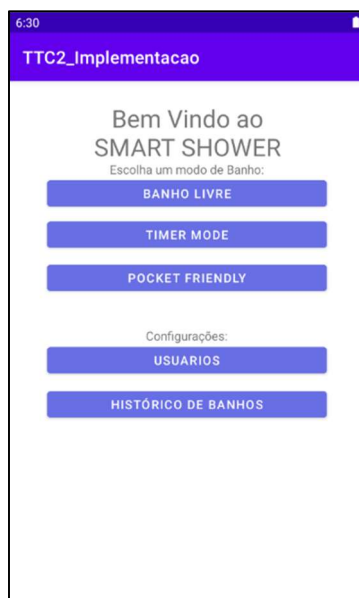 6:30
TTC2_Implementacao
Bem Vindo ao
SMART SHOWER
Escolha um modo de Banho:
BANHO LIVRE
TIMER MODE
POCKET FRIENDLY
Configurações:
USUARIOS
HISTÓRICO DE BANHOS